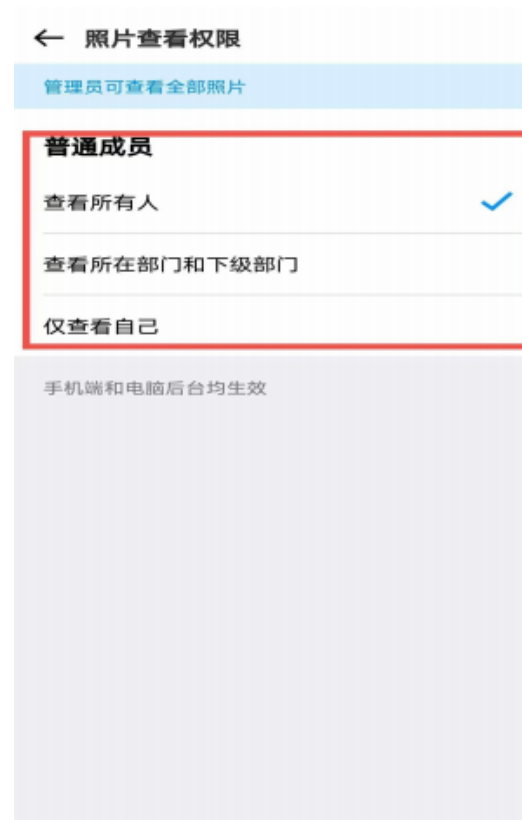 照片查看权限
管理员可查看全部照片
普通成员
查看所有人
查看所在部门和下级部门
仅查看自己
手机端和电脑后台均生效